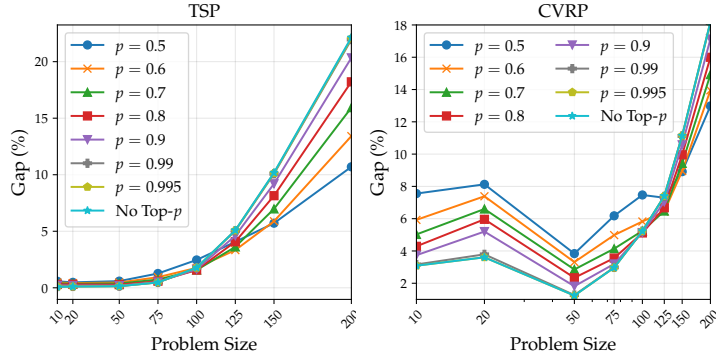 TSP
Gap (%)
20
15
10
5
0
p = 0.5
p = 0.6
p = 0.7
p = 0.8
p = 0.9
p = 0.99
p = 0.995
No Top-p
10 20 50 75 100 125 150 200
Problem Size
CVRP
Gap (%)
18
16
14
12
10
8
6
4
2
p = 0.5
p = 0.6
p = 0.7
p = 0.8
p = 0.9
p = 0.99
p = 0.995
No Top-p
10 20 50 75 100 125 150 200
Problem Size